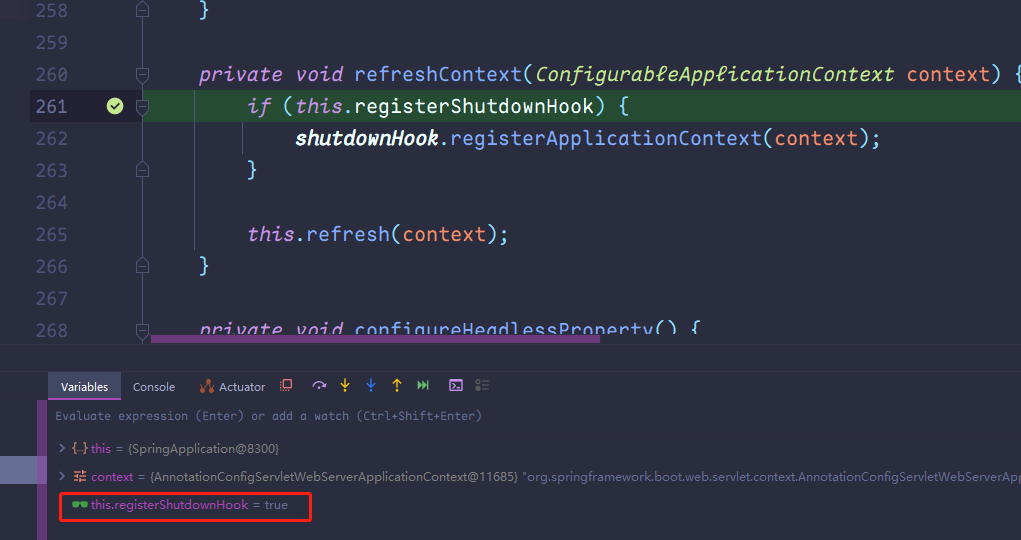 258 }
259
260 private void refreshContext(ConfigurableApplicationContext context) {
261 if (this.registerShutdownHook) {
262 shutdownHook.registerApplicationContext(context);
263 }
264
265 this.refresh(context);
266 }
267
268 private void configureHeadlessProperty() {
Variables Console Actuator
Evaluate expression (Enter) or add a watch (Ctrl+Shift+Enter)
this = {SpringApplication@8300}
context = {AnnotationConfigServletWebServerApplicationContext@11685} "org.springframework.boot.web.servlet.context.AnnotationConfigServletWebServerApp
this.registerShutdownHook = true